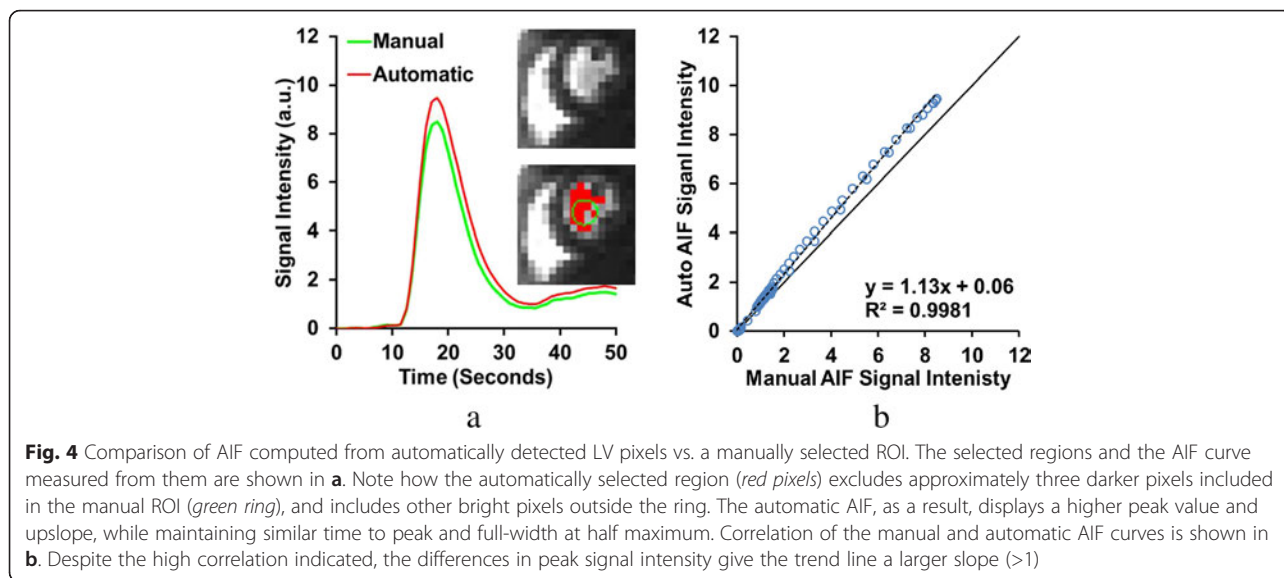 12
10
8
6
4
2
0
Signal Intensity (a.u.)
Manual
Automatic
0 10 20 30 40 50
Time (Seconds)
a
12
10
8
6
4
2
0
Auto AIF Siganl Intensity
y = 1.13x + 0.06
R² = 0.9981
0 2 4 6 8 10 12
Manual AIF Signal Intenisty
b
Fig. 4 Comparison of AIF computed from automatically detected LV pixels vs. a manually selected ROI. The selected regions and the AIF curve
measured from them are shown in a. Note how the automatically selected region (red pixels) excludes approximately three darker pixels included
in the manual ROI (green ring), and includes other bright pixels outside the ring. The automatic AIF, as a result, displays a higher peak value and
upslope, while maintaining similar time to peak and full-width at half maximum. Correlation of the manual and automatic AIF curves is shown in
b. Despite the high correlation indicated, the differences in peak signal intensity give the trend line a larger slope (>1)